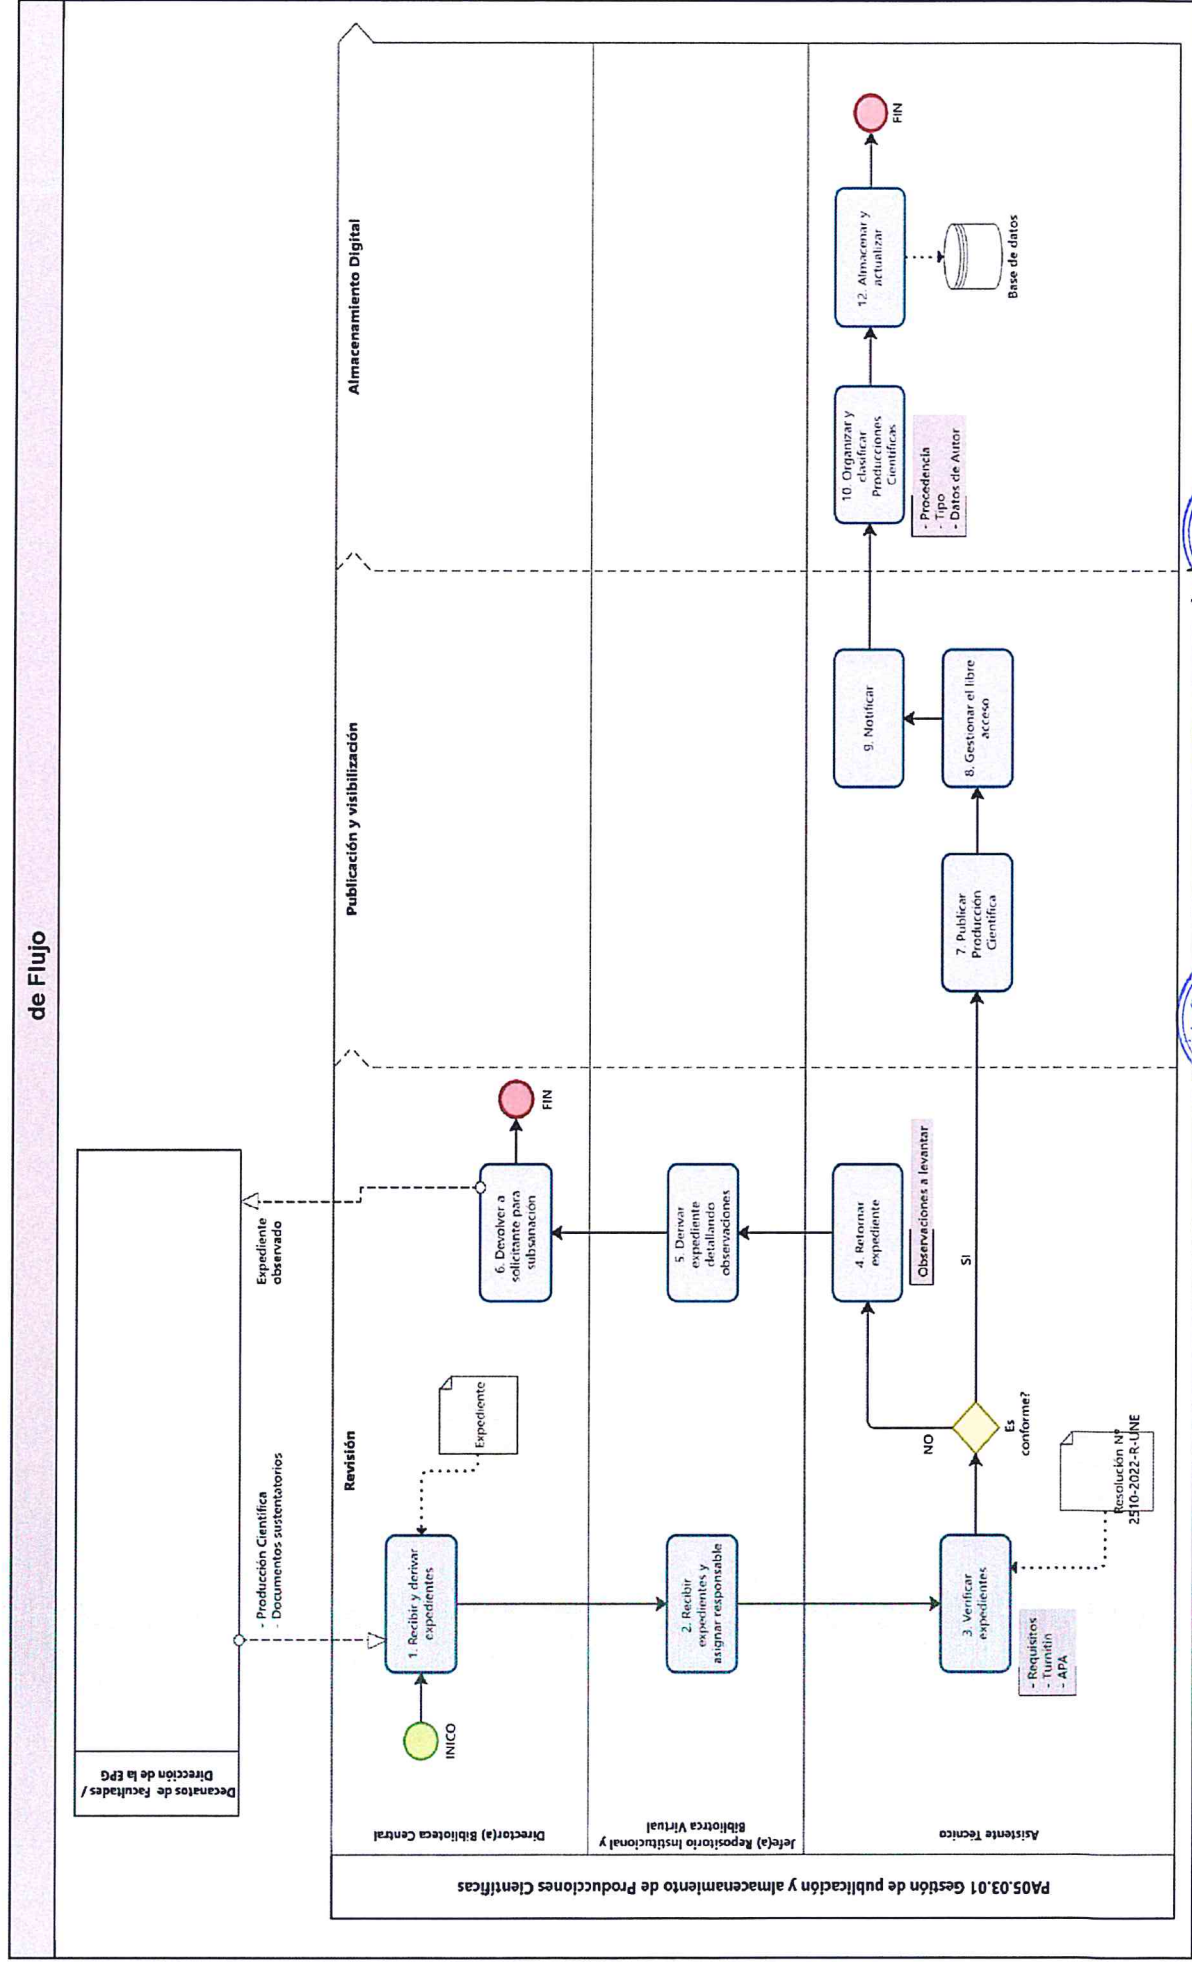 de Flujo
Decanatos de Facultades /
Dirección de la EPG
- Producción Científica
- Documentos sustentatorios
Expediente
observado
PA05.03.01 Gestión de publicación y almacenamiento de Producciones Científicas
Director(a) Biblioteca Central
Jefe(a) Repositorio Institucional y
Bibliotrca Virtual
Asistente Técnico
Revisión
Publicación y visibilización
Almacenamiento Digital
INICO
1. Recibir y derivar
expedientes
Expediente
6. Devolver a
solicitante para
subsanación
FIN
2. Recibir
expedientes y
asignar responsable
5. Derivar
expediente
detallando
observaciones
3. Verificar
expedientes
- Requisitos
- Turnitin
- APA
Resolución Nº
2510-2022-R-UNE
Es
conforme?
NO
SI
4. Retornar
expediente
Observaciones a levantar
7. Publicar
Producción
Científica
8. Gestionar el libre
acceso
9. Notificar
10. Organizar y
clasificar
Producciones
Científicas
- Procedencia
- Tipo
- Datos de Autor
12. Almacenar y
actualizar
Base de datos
FIN